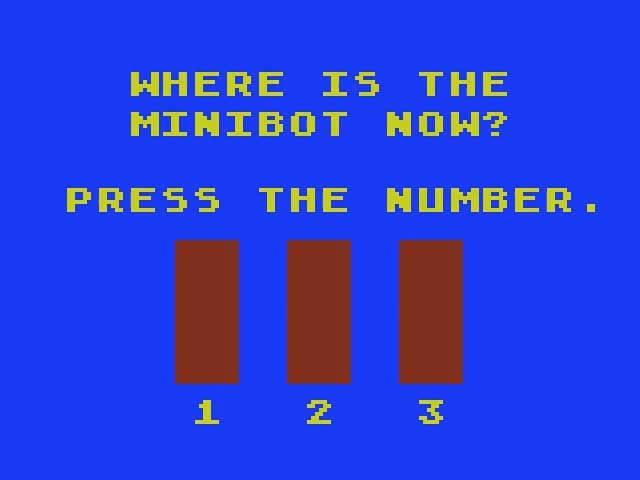 WHERE IS THE
MINIBOT NOW?
PRESS THE NUMBER.
1 2 3